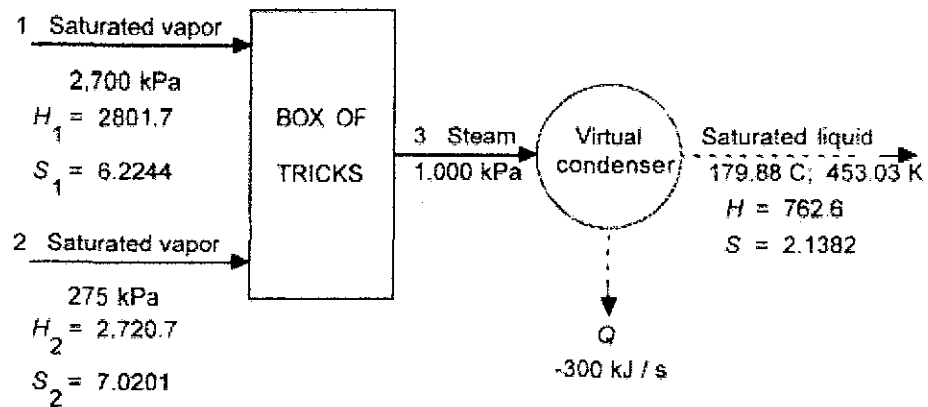 1 Saturated vapor
2,700 kPa
H1 = 2801.7
S1 = 6.2244
BOX OF
TRICKS
3 Steam
1,000 kPa
Virtual
condenser
Saturated liquid
179.88 C; 453.03 K
H = 762.6
S = 2.1382
2 Saturated vapor
275 kPa
H2 = 2,720.7
S2 = 7.0201
Q
-300 kJ / s